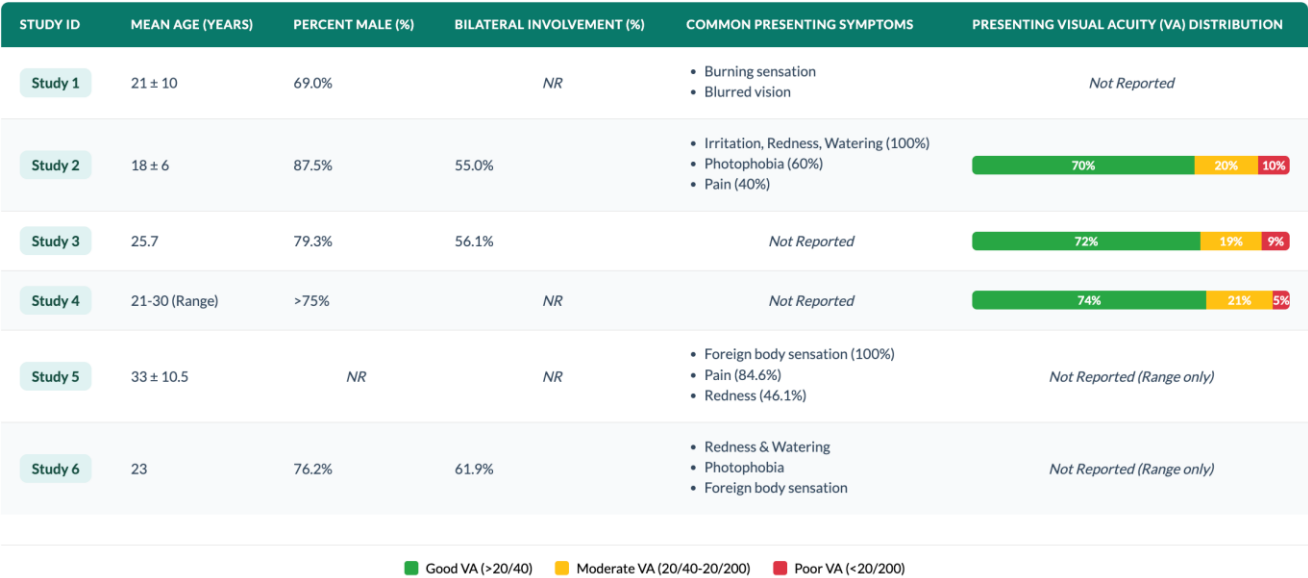 STUDY ID MEAN AGE (YEARS) PERCENT MALE (%) BILATERAL INVOLVEMENT (%) COMMON PRESENTING SYMPTOMS PRESENTING VISUAL ACUITY (VA) DISTRIBUTION
Study 1 21 ± 10 69.0% NR
• Burning sensation
• Blurred vision
Not Reported
Study 2 18 ± 6 87.5% 55.0%
• Irritation, Redness, Watering (100%)
• Photophobia (60%)
• Pain (40%)
70% 20% 10%
Study 3 25.7 79.3% 56.1% Not Reported 72% 19% 9%
Study 4 21-30 (Range) >75% NR Not Reported 74% 21% 5%
Study 5 33 ± 10.5 NR NR
• Foreign body sensation (100%)
• Pain (84.6%)
• Redness (46.1%)
Not Reported (Range only)
Study 6 23 76.2% 61.9%
• Redness & Watering
• Photophobia
• Foreign body sensation
Not Reported (Range only)
Good VA (>20/40) Moderate VA (20/40-20/200) Poor VA (<20/200)